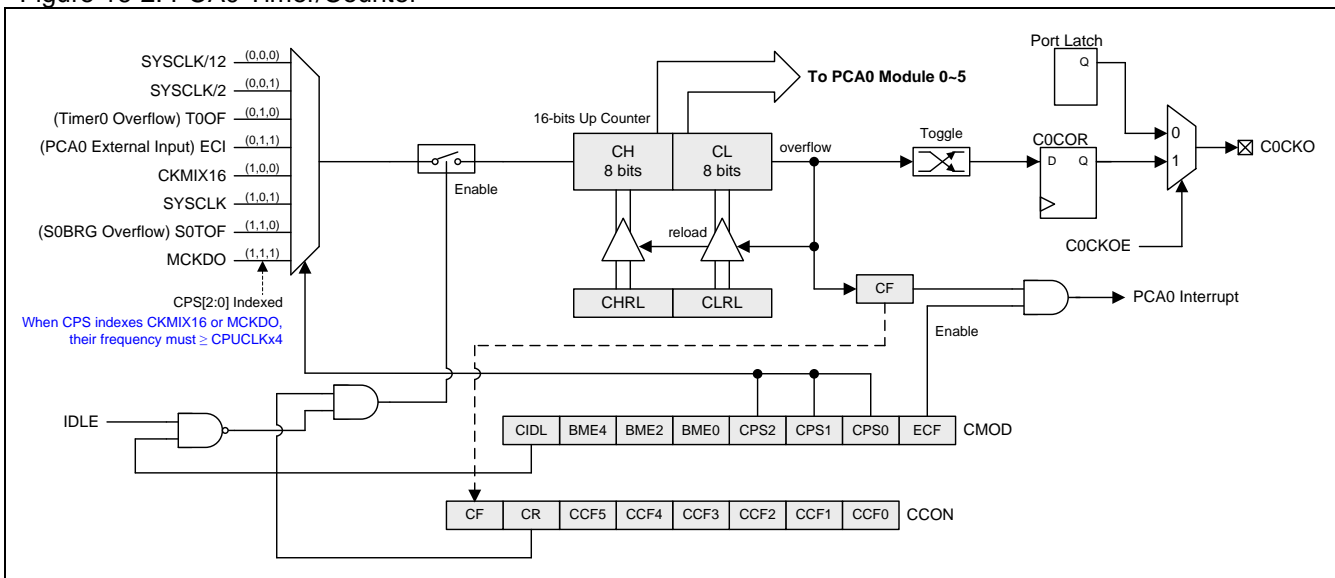 Figure 16-2. PCA0 Timer/Counter
SYSCLK/12 (0,0,0)
SYSCLK/2 (0,0,1)
(Timer0 Overflow) T0OF (0,1,0)
(PCA0 External Input) ECI (0,1,1)
CKMIX16 (1,0,0)
SYSCLK (1,0,1)
(S0BRG Overflow) S0TOF (1,1,0)
MCKDO (1,1,1)
CPS[2:0] Indexed
When CPS indexes CKMIX16 or MCKDO,
their frequency must ≥ CPUCLKx4
Enable
To PCA0 Module 0~5
16-bits Up Counter
CH
8 bits
CL
8 bits
overflow
reload
CHRL
CLRL
Toggle
Port Latch
Q
C0COR
D Q
0
1
C0CKO
C0CKOE
CF
Enable
PCA0 Interrupt
IDLE
CIDL BME4 BME2 BME0 CPS2 CPS1 CPS0 ECF CMOD
CF CR CCF5 CCF4 CCF3 CCF2 CCF1 CCF0 CCON